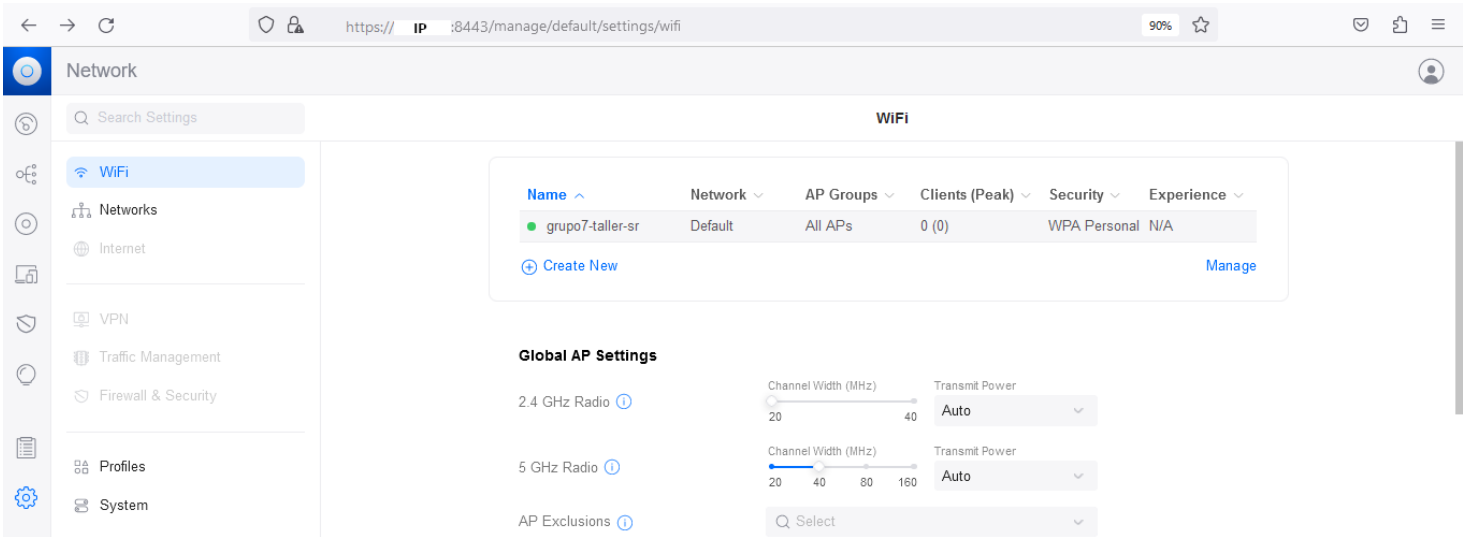 https:// IP :8443/manage/default/settings/wifi 90%
Network
Search Settings
WiFi
WiFi
Networks
Internet
VPN
Traffic Management
Firewall & Security
Profiles
System
Name Network AP Groups Clients (Peak) Security Experience
grupo7-taller-sr Default All APs 0 (0) WPA Personal N/A
Create New Manage
Global AP Settings
Channel Width (MHz) Transmit Power
2.4 GHz Radio Auto
20 40
Channel Width (MHz) Transmit Power
5 GHz Radio Auto
20 40 80 160
AP Exclusions Select